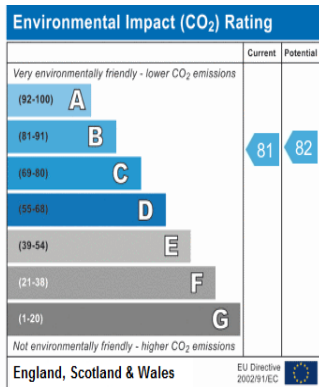 Environmental Impact (CO₂) Rating
Current Potential
Very environmentally friendly - lower CO₂ emissions
(92-100) A
(81-91) B
81 82
(69-80) C
(55-68) D
(39-54) E
(21-38) F
(1-20) G
Not environmentally friendly - higher CO₂ emissions
England, Scotland & Wales
EU Directive
2002/91/EC